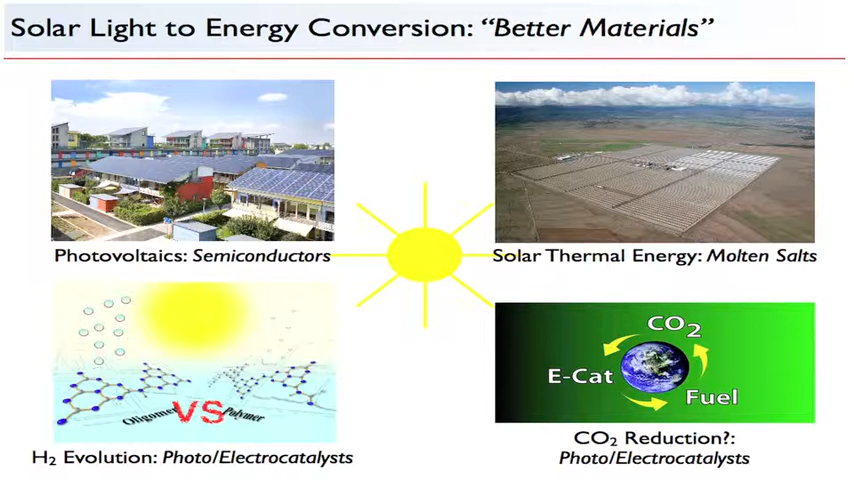 Solar Light to Energy Conversion: “Better Materials”
Photovoltaics: Semiconductors
Solar Thermal Energy: Molten Salts
Oligomer VS Polymer
H₂ Evolution: Photo/Electrocatalysts
CO₂
E-Cat
Fuel
CO₂ Reduction?:
Photo/Electrocatalysts